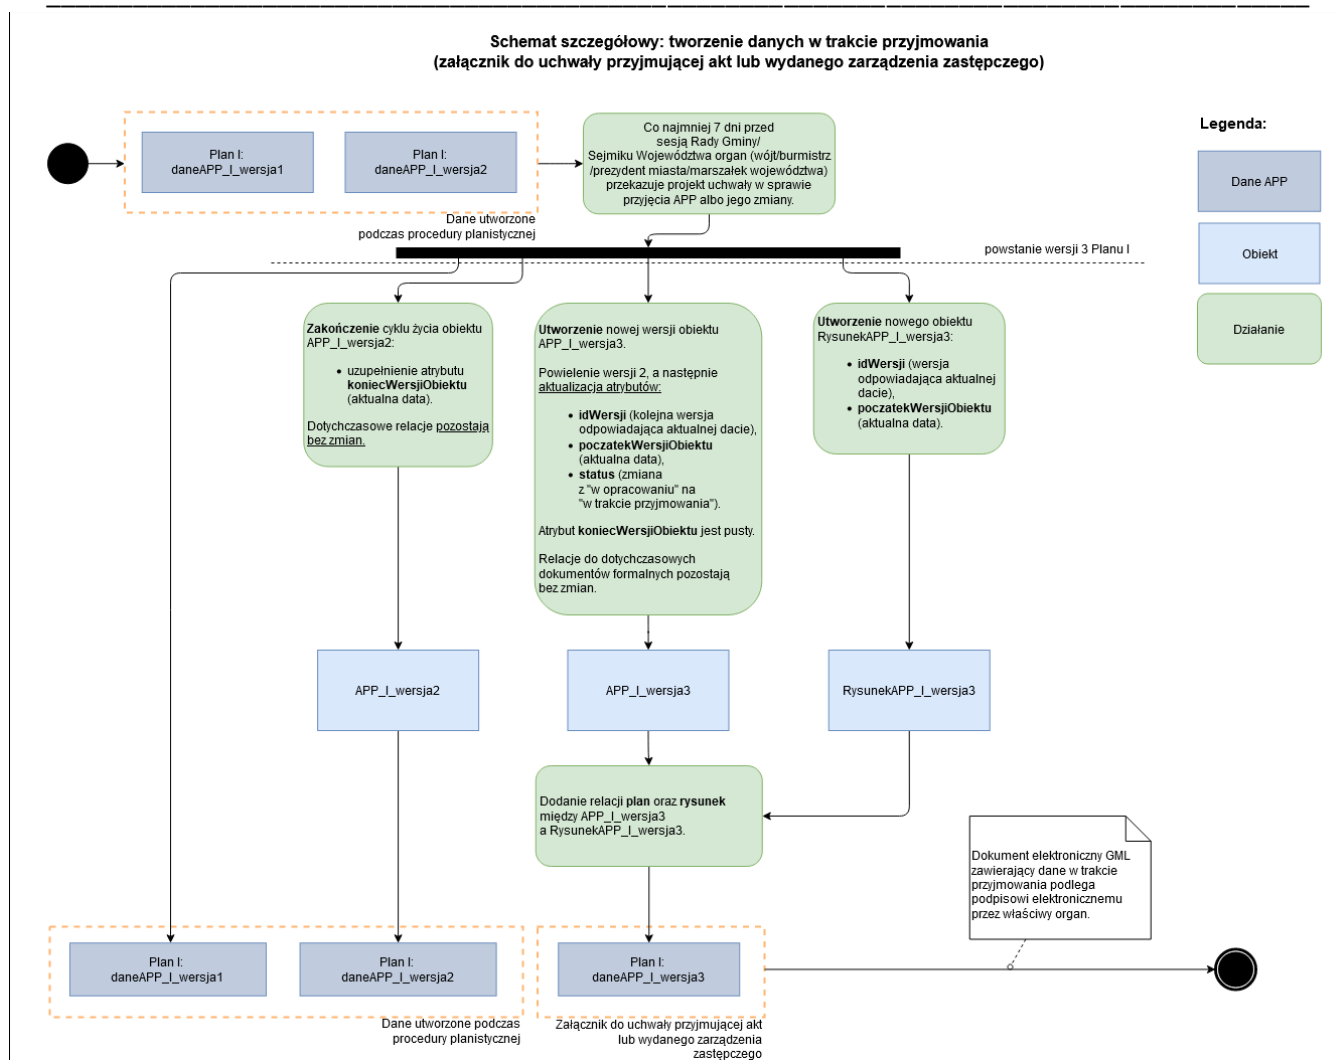 Schemat szczegółowy: tworzenie danych w trakcie przyjmowania
(załącznik do uchwały przyjmującej akt lub wydanego zarządzenia zastępczego)
Plan I:
daneAPP_I_wersja1
Plan I:
daneAPP_I_wersja2
Dane utworzone
podczas procedury planistycznej
Co najmniej 7 dni przed
sesją Rady Gminy/
Sejmiku Województwa organ (wójt/burmistrz
/prezydent miasta/marszałek województwa)
przekazuje projekt uchwały w sprawie
przyjęcia APP albo jego zmiany.
Legenda:
Dane APP
Obiekt
Działanie
powstanie wersji 3 Planu I
Zakończenie cyklu życia obiektu
APP_I_wersja2:
• uzupełnienie atrybutu
koniecWersjiObiektu
(aktualna data).
Dotychczasowe relacje pozostają
bez zmian.
Utworzenie nowej wersji obiektu
APP_I_wersja3.
Powielenie wersji 2, a następnie
aktualizacja atrybutów:
• idWersji (kolejna wersja
odpowiadająca aktualnej dacie),
• poczatekWersjiObiektu
(aktualna data),
• status (zmiana
z "w opracowaniu" na
"w trakcie przyjmowania").
Atrybut koniecWersjiObiektu jest pusty.
Relacje do dotychczasowych
dokumentów formalnych pozostają
bez zmian.
Utworzenie nowego obiektu
RysunekAPP_I_wersja3:
• idWersji (wersja
odpowiadająca aktualnej
dacie),
• poczatekWersjiObiektu
(aktualna data).
APP_I_wersja2
APP_I_wersja3
RysunekAPP_I_wersja3
Dodanie relacji plan oraz rysunek
między APP_I_wersja3
a RysunekAPP_I_wersja3.
Dokument elektroniczny GML
zawierający dane w trakcie
przyjmowania podlega
podpisowi elektronicznemu
przez właściwy organ.
Plan I:
daneAPP_I_wersja1
Plan I:
daneAPP_I_wersja2
Plan I:
daneAPP_I_wersja3
Dane utworzone podczas
procedury planistycznej
Załącznik do uchwały przyjmującej akt
lub wydanego zarządzenia
zastępczego